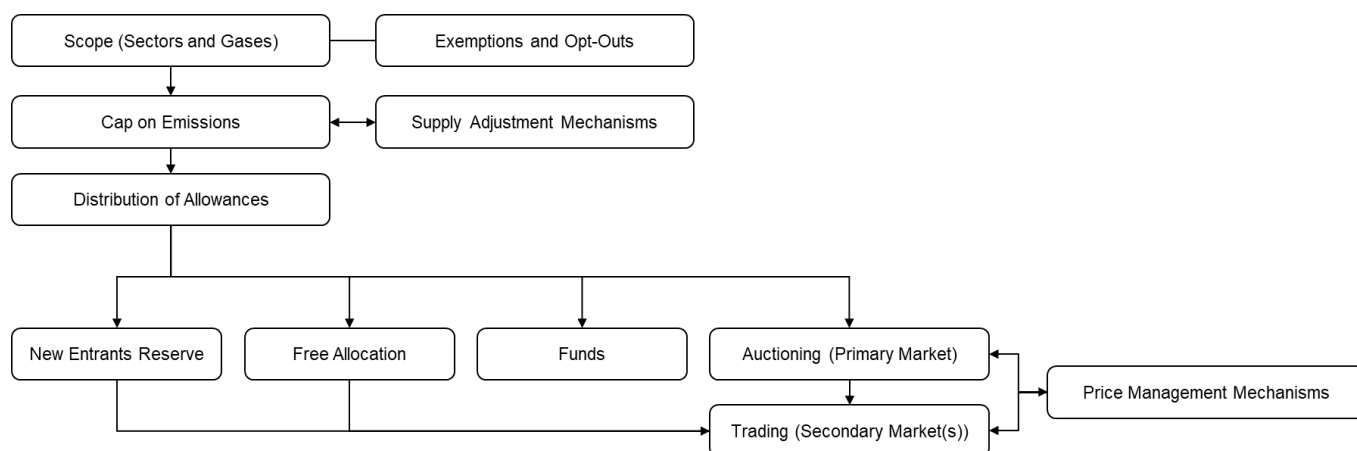 Scope (Sectors and Gases)
Exemptions and Opt-Outs
Cap on Emissions
Supply Adjustment Mechanisms
Distribution of Allowances
New Entrants Reserve
Free Allocation
Funds
Auctioning (Primary Market)
Price Management Mechanisms
Trading (Secondary Market(s))